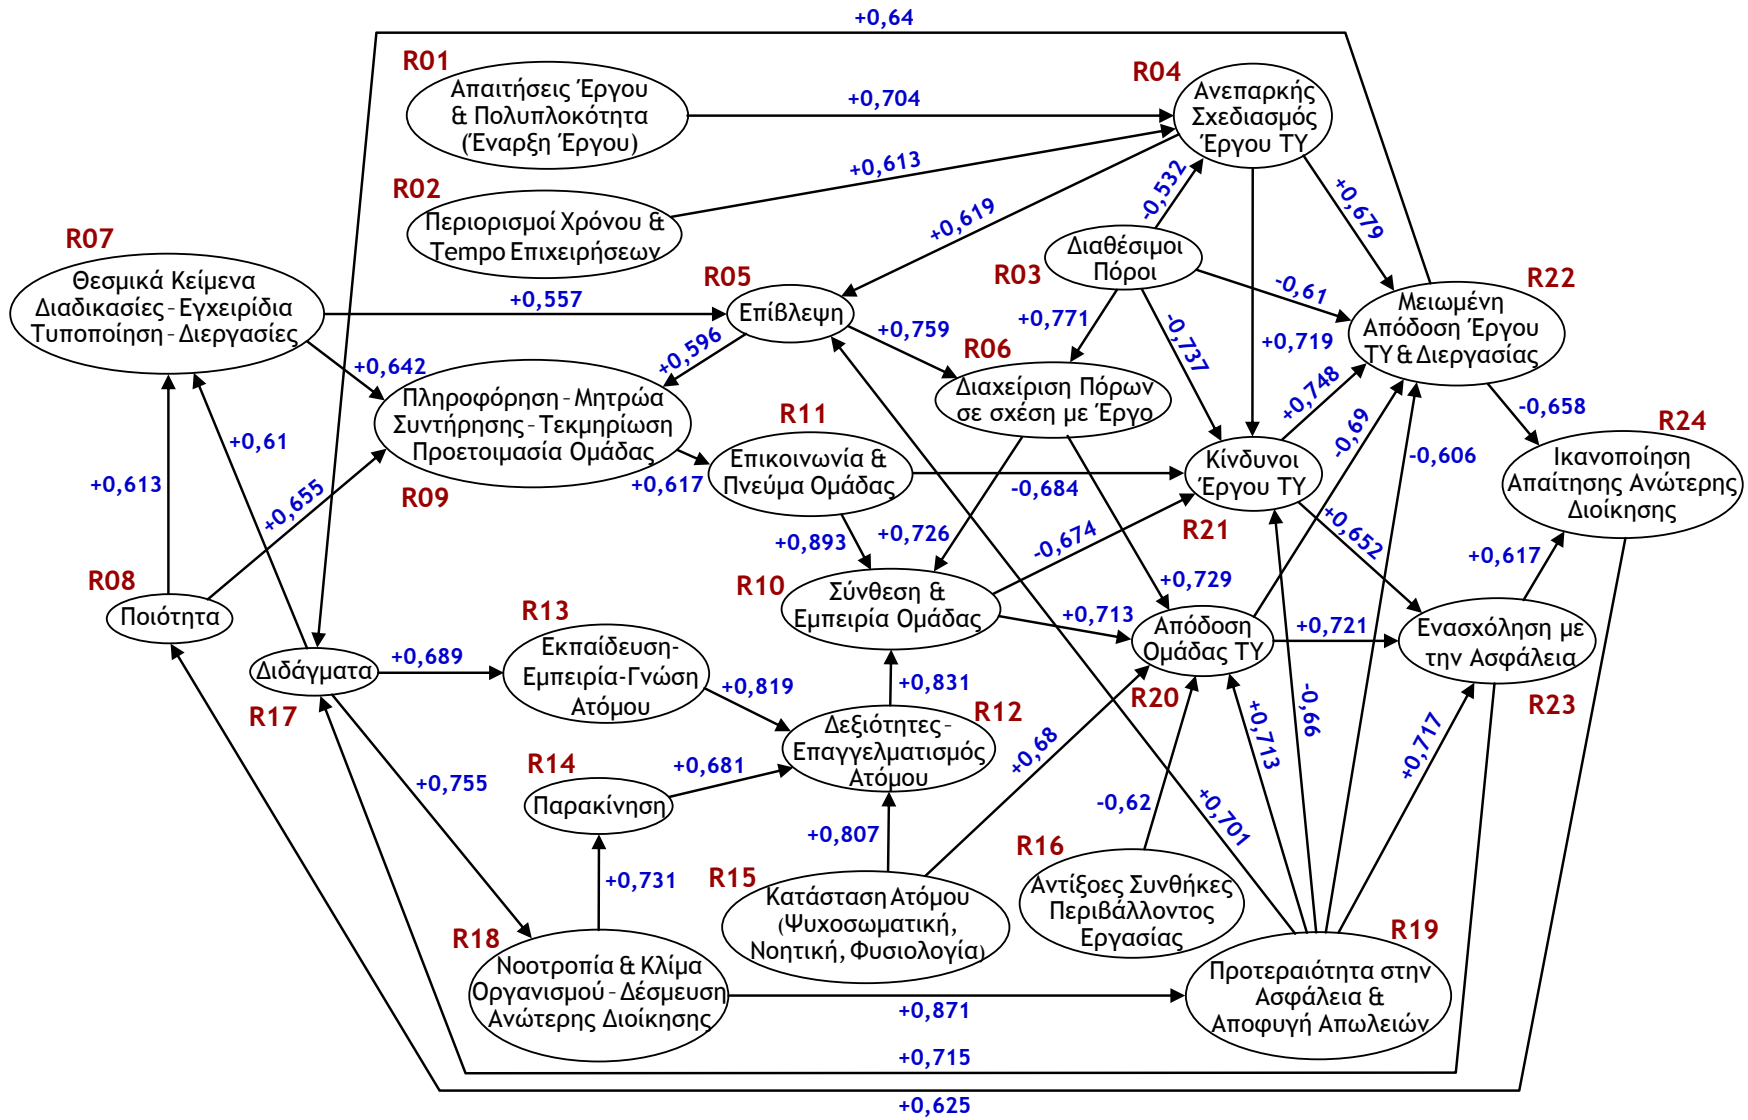 +0,64
R01
Απαιτήσεις Έργου
& Πολυπλοκότητα
(Έναρξη Έργου)
+0,704
R04
Ανεπαρκής
Σχεδιασμός
Έργου ΤΥ
R02
Περιορισμοί Χρόνου &
Tempo Επιχειρήσεων
+0,613
-0,532
+0,679
+0,619
R07
Θεσμικά Κείμενα
Διαδικασίες-Εγχειρίδια
Τυποποίηση-Διεργασίες
+0,557
R05
Επίβλεψη
R03
Διαθέσιμοι
Πόροι
-0,61
R22
Μειωμένη
Απόδοση Έργου
ΤΥ & Διεργασίας
+0,642
+0,596
+0,759
+0,771
-0,737
+0,719
R06
Διαχείριση Πόρων
σε σχέση με Έργο
+0,748
-0,658
Πληροφόρηση-Μητρώα
Συντήρησης-Τεκμηρίωση
Προετοιμασία Ομάδας
R09
+0,61
+0,613
+0,655
+0,617
R11
Επικοινωνία &
Πνεύμα Ομάδας
-0,684
Κίνδυνοι
Έργου ΤΥ
R21
-0,69
-0,606
R24
Ικανοποίηση
Απαίτησης Ανώτερης
Διοίκησης
+0,893
+0,726
-0,674
+0,652
+0,617
R08
Ποιότητα
R10
Σύνθεση &
Εμπειρία Ομάδας
+0,729
+0,713
Απόδοση
Ομάδας ΤΥ
R20
+0,721
Ενασχόληση με
την Ασφάλεια
R23
R13
Εκπαίδευση-
Εμπειρία-Γνώση
Ατόμου
Διδάγματα
R17
+0,689
+0,819
+0,831
R12
Δεξιότητες-
Επαγγελματισμός
Ατόμου
+0,68
+0,713
-0,66
+0,717
+0,755
R14
Παρακίνηση
+0,681
+0,807
-0,62
+0,701
+0,731
R15
Κατάσταση Ατόμου
(Ψυχοσωματική,
Νοητική, Φυσιολογία)
R16
Αντίξοες Συνθήκες
Περιβάλλοντος
Εργασίας
R18
Νοοτροπία & Κλίμα
Οργανισμού-Δέσμευση
Ανώτερης Διοίκησης
+0,871
R19
Προτεραιότητα στην
Ασφάλεια &
Αποφυγή Απωλειών
+0,715
+0,625